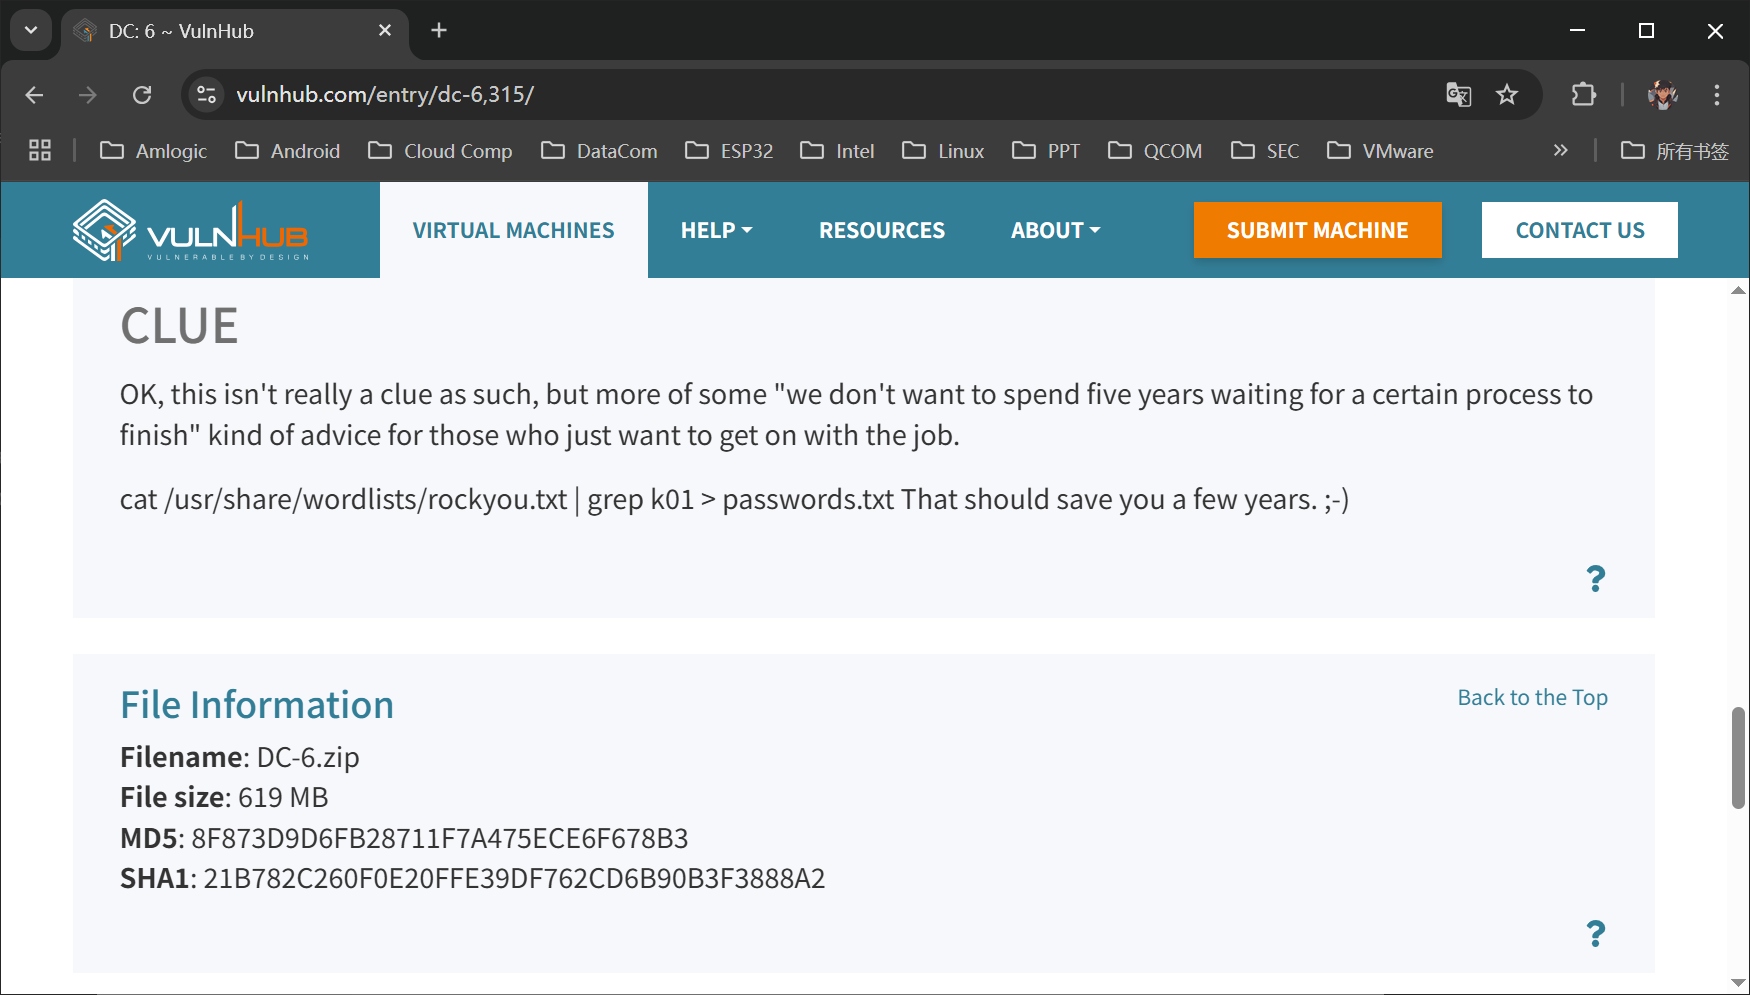 DC: 6 ~ VulnHub
vulnhub.com/entry/dc-6,315/
Amlogic
Android
Cloud Comp
DataCom
ESP32
Intel
Linux
PPT
QCOM
SEC
VMware
所有书签
VULNHUB
VULNERABLE BY DESIGN
VIRTUAL MACHINES
HELP
RESOURCES
ABOUT
SUBMIT MACHINE
CONTACT US
CLUE
OK, this isn't really a clue as such, but more of some "we don't want to spend five years waiting for a certain process to
finish" kind of advice for those who just want to get on with the job.
cat /usr/share/wordlists/rockyou.txt | grep k01 > passwords.txt That should save you a few years. ;-)
?
File Information
Back to the Top
Filename: DC-6.zip
File size: 619 MB
MD5: 8F873D9D6FB28711F7A475ECE6F678B3
SHA1: 21B782C260F0E20FFE39DF762CD6B90B3F3888A2
?